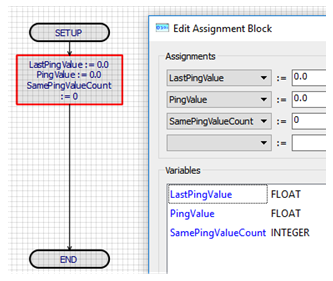 SETUP
LastPingValue := 0.0
PingValue := 0.0
SamePingValueCount
:= 0
END
Edit Assignment Block
Assignments
LastPingValue := 0.0
PingValue := 0.0
SamePingValueCount := 0
:=
Variables
LastPingValue FLOAT
PingValue FLOAT
SamePingValueCount INTEGER